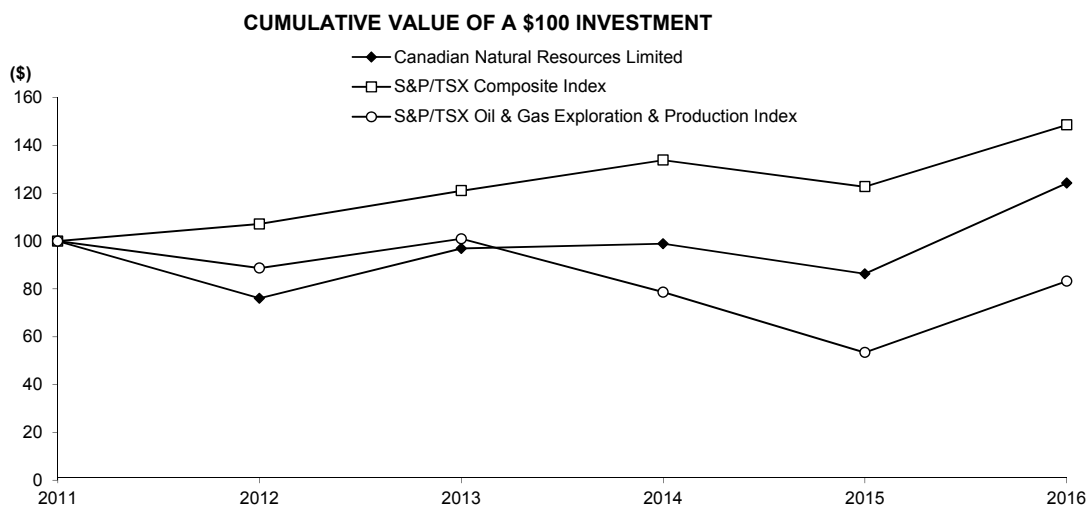 CUMULATIVE VALUE OF A $100 INVESTMENT
Canadian Natural Resources Limited
S&P/TSX Composite Index
S&P/TSX Oil & Gas Exploration & Production Index
($)
160
140
120
100
80
60
40
20
0
2011 2012 2013 2014 2015 2016